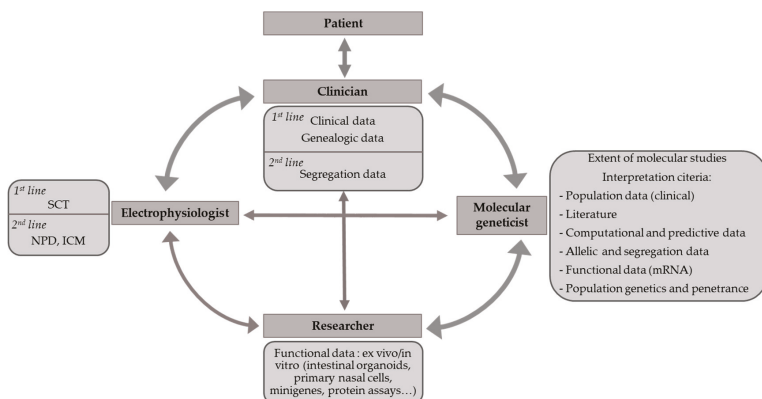 Patient
Clinician
1st line Clinical data
Genealogic data
2nd line
Segregation data
1st line
SCT
2nd line
NPD, ICM
Electrophysiologist
Molecular
geneticist
Extent of molecular studies
Interpretation citeria:
- Population data (clinical)
- Literature
- Computational and predictive data
- Allelic and segregation data
- Functional data (mRNA)
- Population genetics and penetrance
Researcher
Functional data : ex vivo/in
vitro (intestinal organoids,
primary nasal cells,
minigenes, protein assays…)